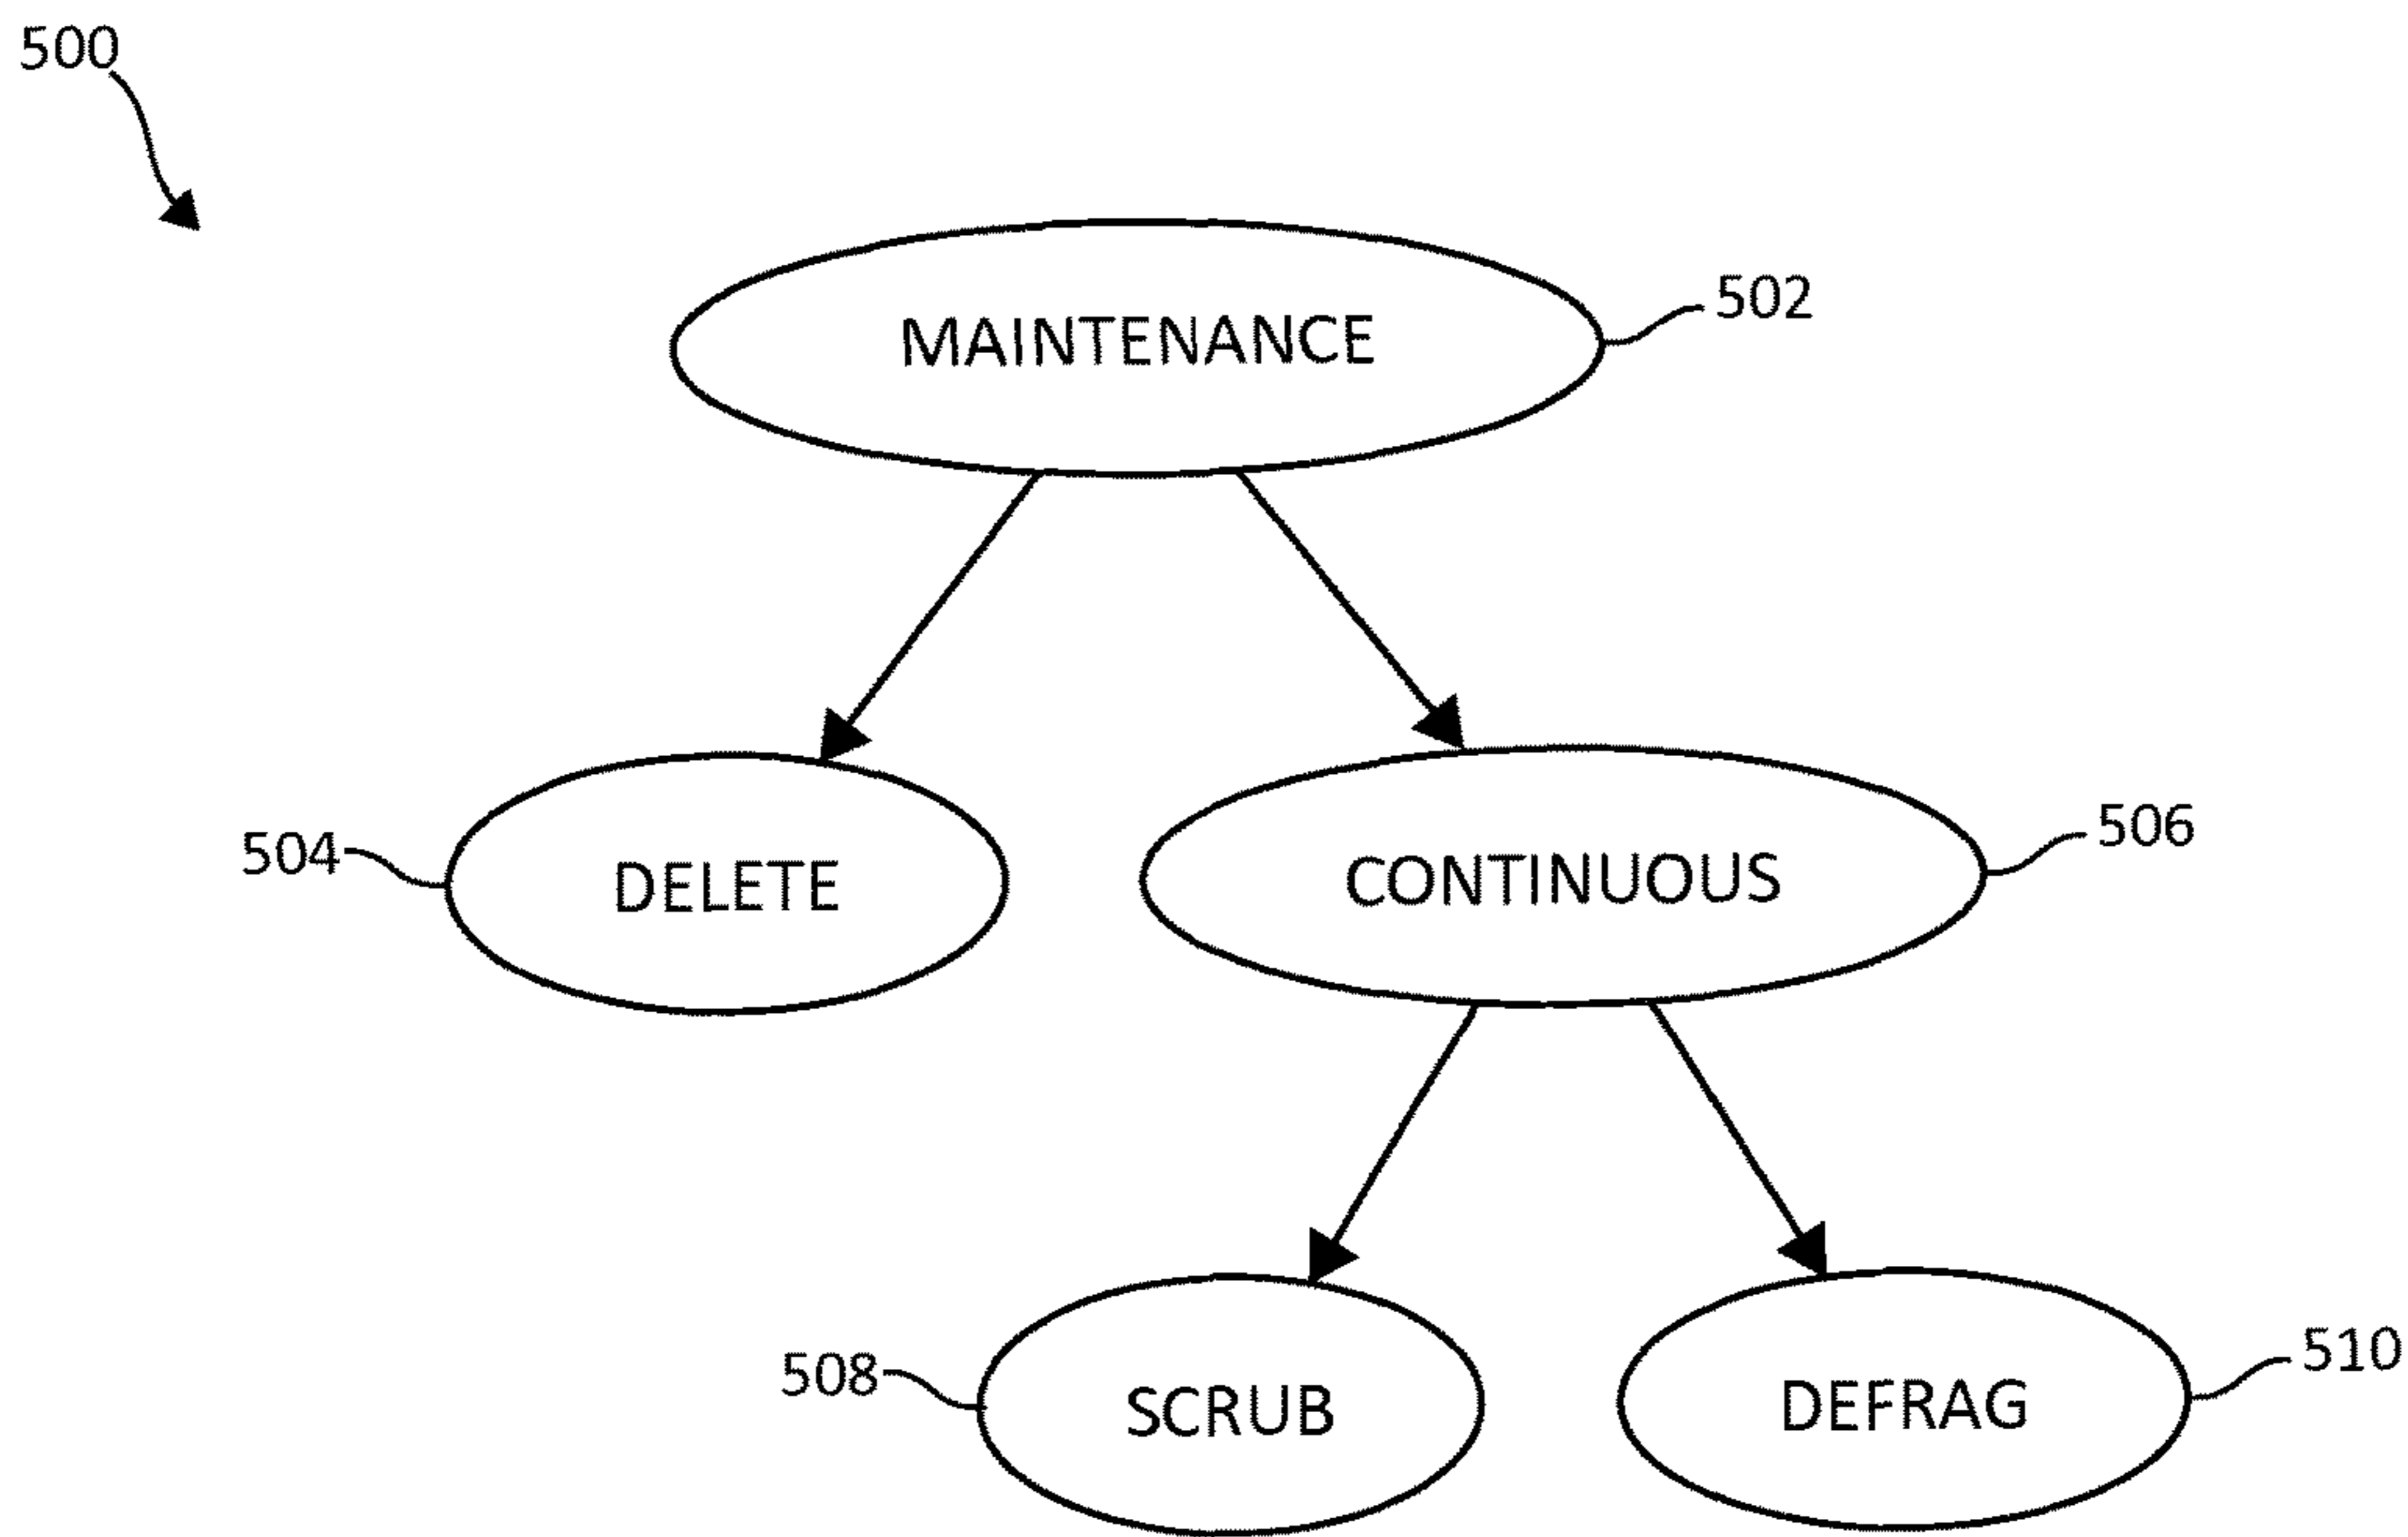 500
MAINTENANCE
502
504
DELETE
CONTINUOUS
506
508
SCRUB
DEFRAG
510